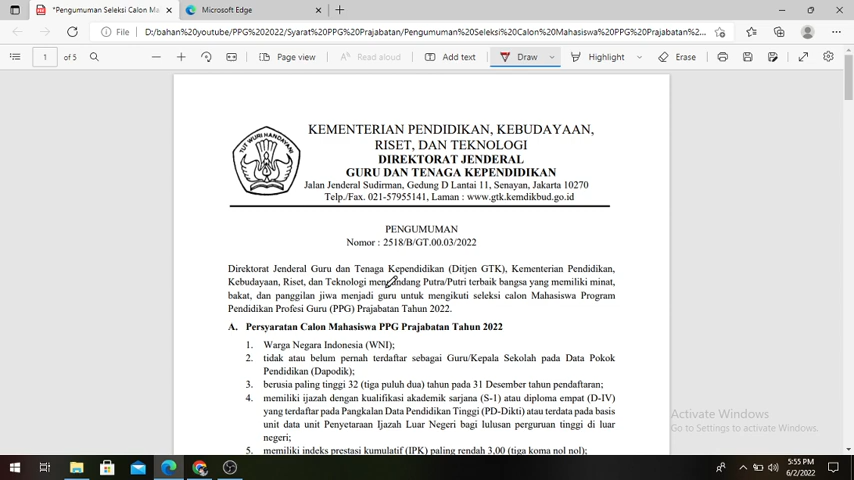 *Pengumuman Seleksi Calon Ma
Microsoft Edge
File
D:/bahan%20youtube/PPG%202022/Syarat%20PPG%20Prajabatan/Pengumuman%20Seleksi%20Calon%20Mahasiswa%20PPG%20Prajabatan/P...
1 of 5
Page view
Read aloud
Add text
Draw
Highlight
Erase
TUT WURI HANDAYANI
KEMENTERIAN PENDIDIKAN, KEBUDAYAAN,
RISET, DAN TEKNOLOGI
DIREKTORAT JENDERAL
GURU DAN TENAGA KEPENDIDIKAN
Jalan Jenderal Sudirman, Gedung D Lantai 11, Senayan, Jakarta 10270
Telp./Fax. 021-57955141, Laman : www.gtk.kemdikbud.go.id
PENGUMUMAN
Nomor : 2518/B/GT.00.03/2022
Direktorat Jenderal Guru dan Tenaga Kependidikan (Ditjen GTK), Kementerian Pendidikan,
Kebudayaan, Riset, dan Teknologi mengundang Putra/Putri terbaik bangsa yang memiliki minat,
bakat, dan panggilan jiwa menjadi guru untuk mengikuti seleksi calon Mahasiswa Program
Pendidikan Profesi Guru (PPG) Prajabatan Tahun 2022.
A. Persyaratan Calon Mahasiswa PPG Prajabatan Tahun 2022
1. Warga Negara Indonesia (WNI);
2. tidak atau belum pernah terdaftar sebagai Guru/Kepala Sekolah pada Data Pokok
Pendidikan (Dapodik);
3. berusia paling tinggi 32 (tiga puluh dua) tahun pada 31 Desember tahun pendaftaran;
4. memiliki ijazah dengan kualifikasi akademik sarjana (S-1) atau diploma empat (D-IV)
yang terdaftar pada Pangkalan Data Pendidikan Tinggi (PD-Dikti) atau terdata pada basis
unit data unit Penyetaraan Ijazah Luar Negeri bagi lulusan perguruan tinggi di luar
negeri;
5. memiliki indeks prestasi kumulatif (IPK) paling rendah 3,00 (tiga koma nol nol);
Activate Windows
Go to Settings to activate Windows.
5:55 PM
6/2/2022